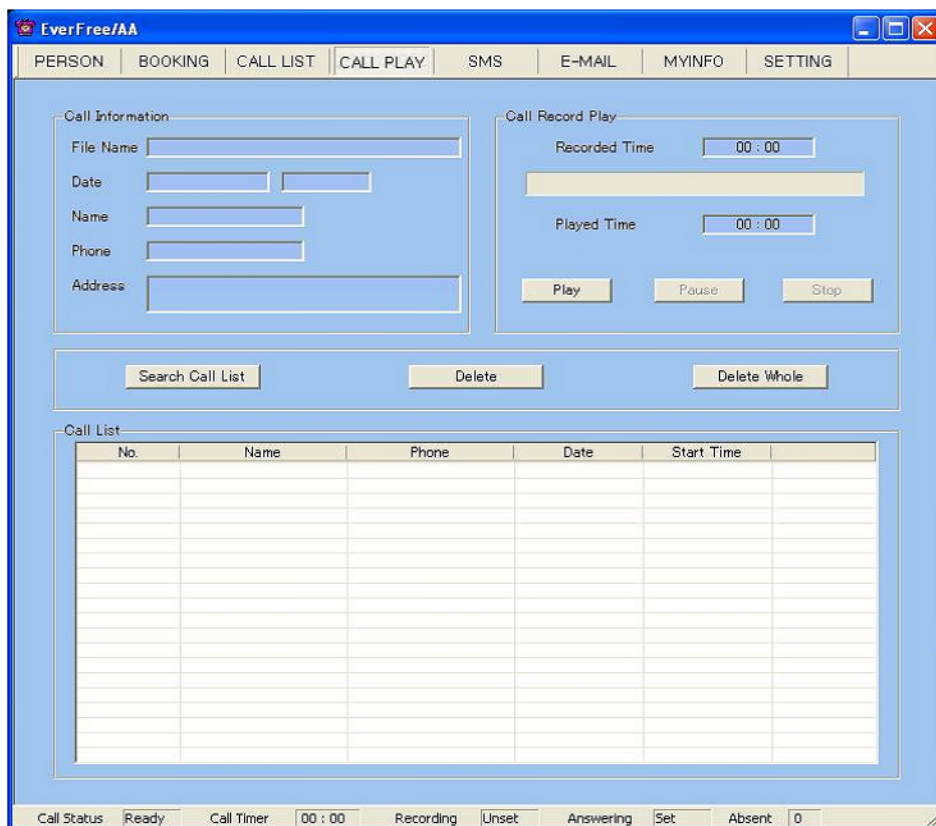 EverFree/AA
PERSON BOOKING CALL LIST CALL PLAY SMS E-MAIL MYINFO SETTING
Call Information
File Name
Date
Name
Phone
Address
Call Record Play
Recorded Time 00 : 00
Played Time 00 : 00
Play Pause Stop
Search Call List Delete Delete Whole
Call List
No. Name Phone Date Start Time
Call Status Ready Call Timer 00 : 00 Recording Unset Answering Set Absent 0